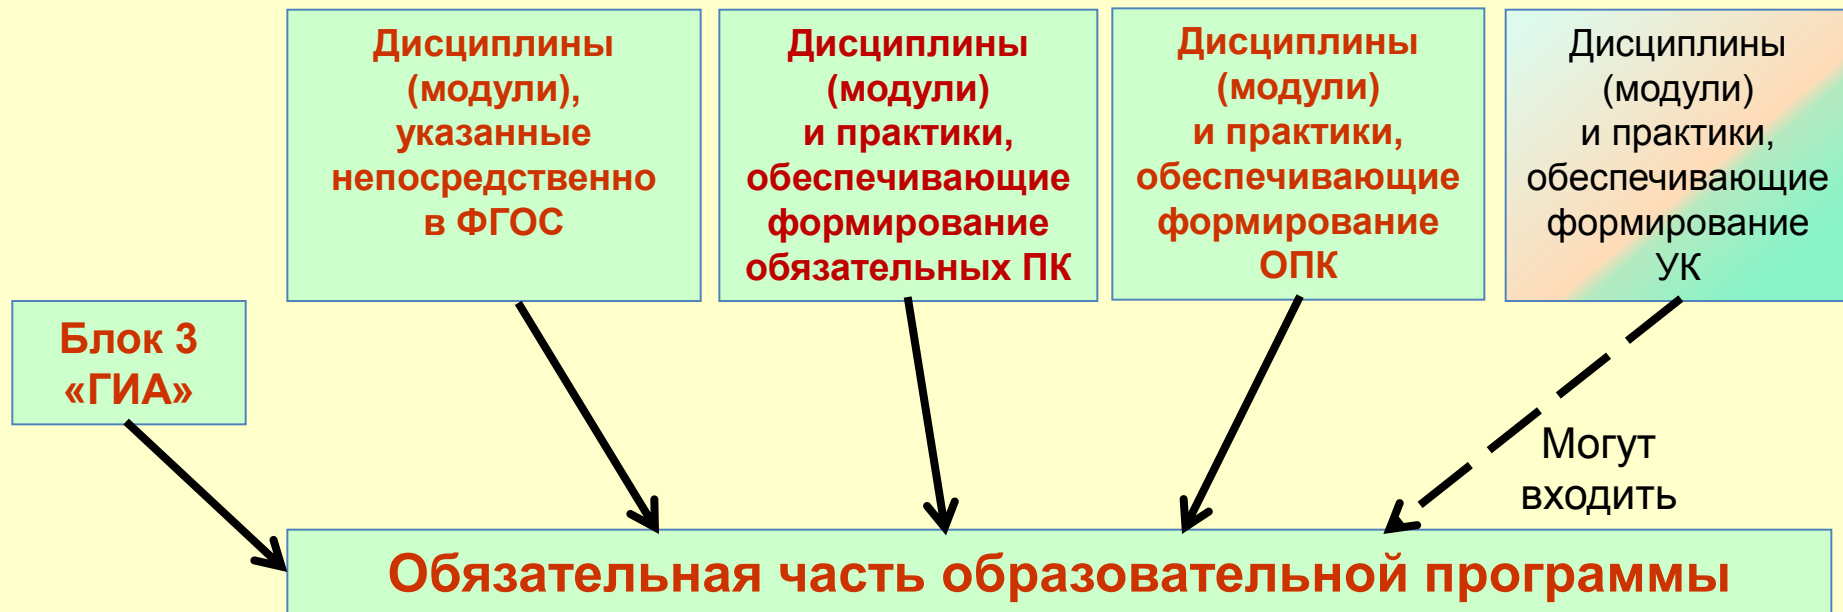 Дисциплины
(модули),
указанные
непосредственно
в ФГОС
Дисциплины
(модули)
и практики,
обеспечивающие
формирование
обязательных ПК
Дисциплины
(модули)
и практики,
обеспечивающие
формирование
ОПК
Дисциплины
(модули)
и практики,
обеспечивающие
формирование
УК
Блок 3
«ГИА»
Могут
входить
Обязательная часть образовательной программы